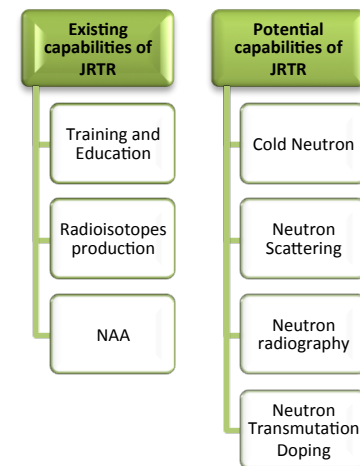 Existing
capabilities of
JRTR
Training and
Education
Radioisotopes
production
NAA
Potential
capabilities of
JRTR
Cold Neutron
Neutron
Scattering
Neutron
radiography
Neutron
Transmutation
Doping